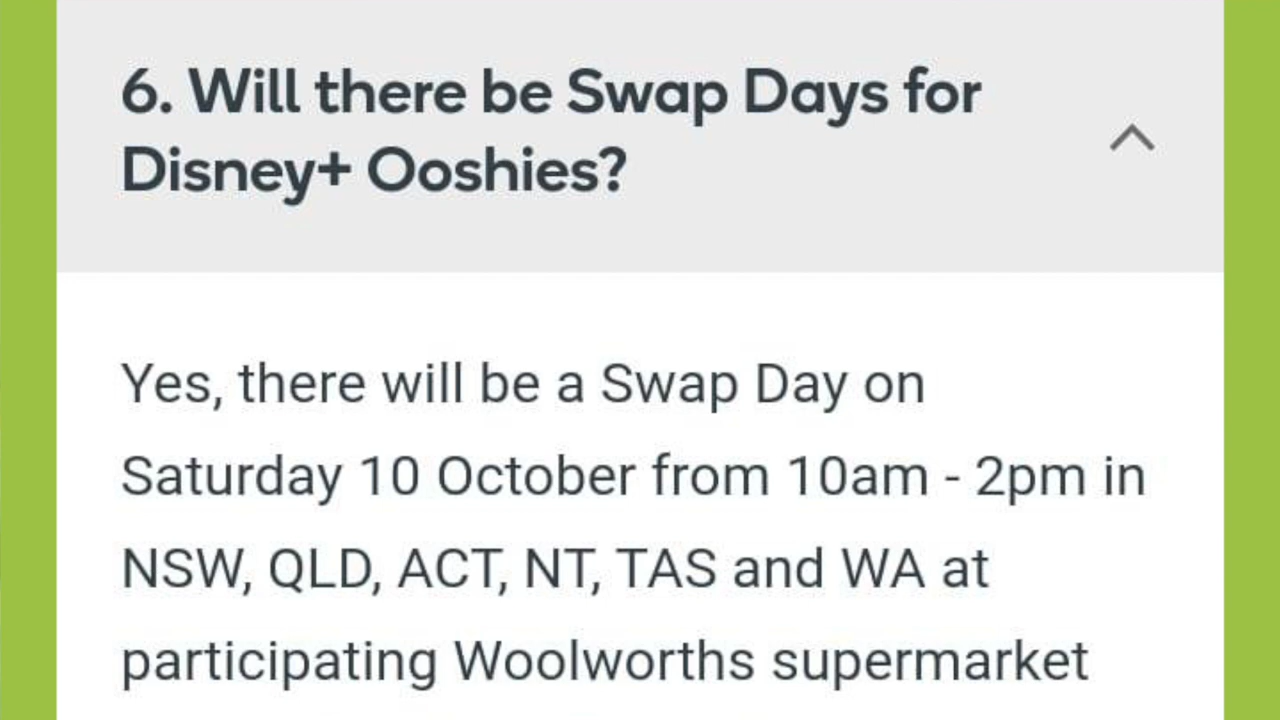 6. Will there be Swap Days for
Disney+ Ooshies?
Yes, there will be a Swap Day on
Saturday 10 October from 10am - 2pm in
NSW, QLD, ACT, NT, TAS and WA at
participating Woolworths supermarket